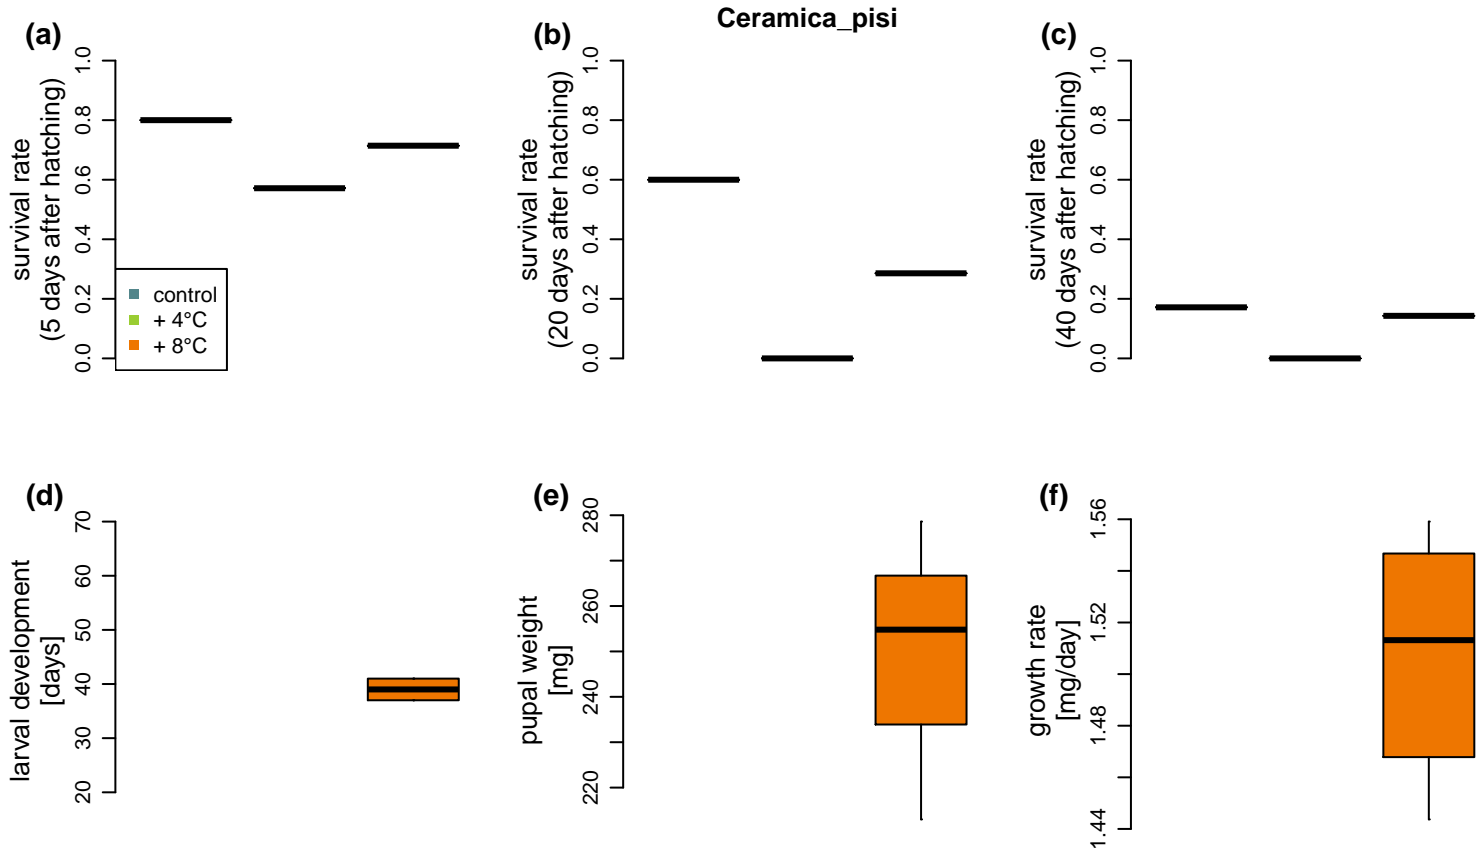 Ceramica_pisi
(a)
survival rate
(5 days after hatching)
0.0 0.2 0.4 0.6 0.8 1.0
control
+ 4°C
+ 8°C
(b)
survival rate
(20 days after hatching)
0.0 0.2 0.4 0.6 0.8 1.0
(c)
survival rate
(40 days after hatching)
0.0 0.2 0.4 0.6 0.8 1.0
(d)
larval development
[days]
20 30 40 50 60 70
(e)
pupal weight
[mg]
220 240 260 280
(f)
growth rate
[mg/day]
1.44 1.48 1.52 1.56